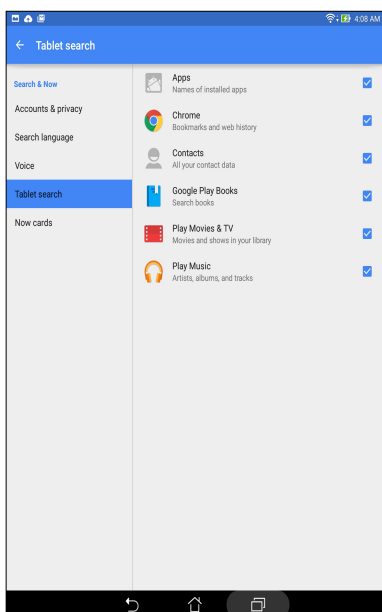 4:08 AM
Tablet search
Search & Now
Accounts & privacy
Search language
Voice
Tablet search
Now cards
Apps
Names of installed apps
Chrome
Bookmarks and web history
Contacts
All your contact data
Google Play Books
Search books
Play Movies & TV
Movies and shows in your library
Play Music
Artists, albums, and tracks